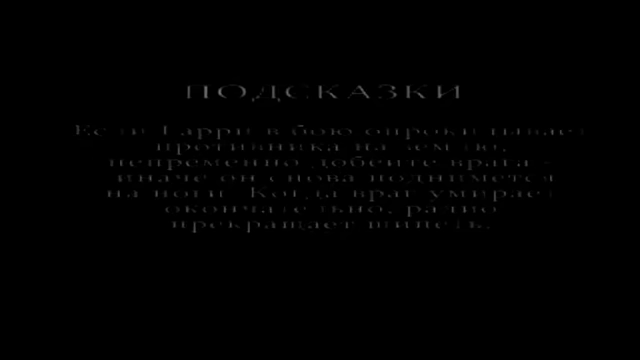 ПОДСКАЗКИ
Если Гарри в бою опрокидывает
противника на землю,
непременно добейте врага -
иначе он снова поднимется
на ноги. Когда враг умирает
окончательно, радио
прекращает шипеть.